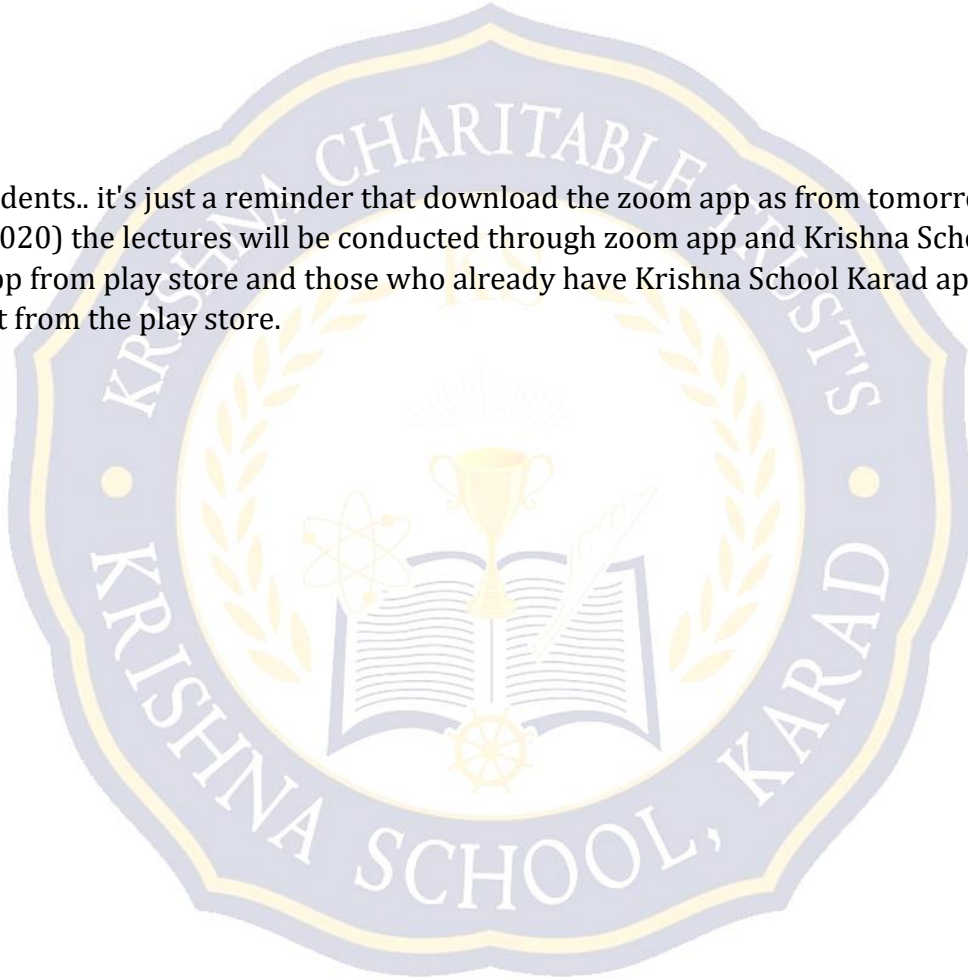 dents.. it's just a reminder that download the zoom app as from tomorr
020) the lectures will be conducted through zoom app and Krishna Scho
p from play store and those who already have Krishna School Karad ap
t from the play store.
KRISHNA CHARITABLE TRUST'S
KS
KRISHNA SCHOOL, KARAD